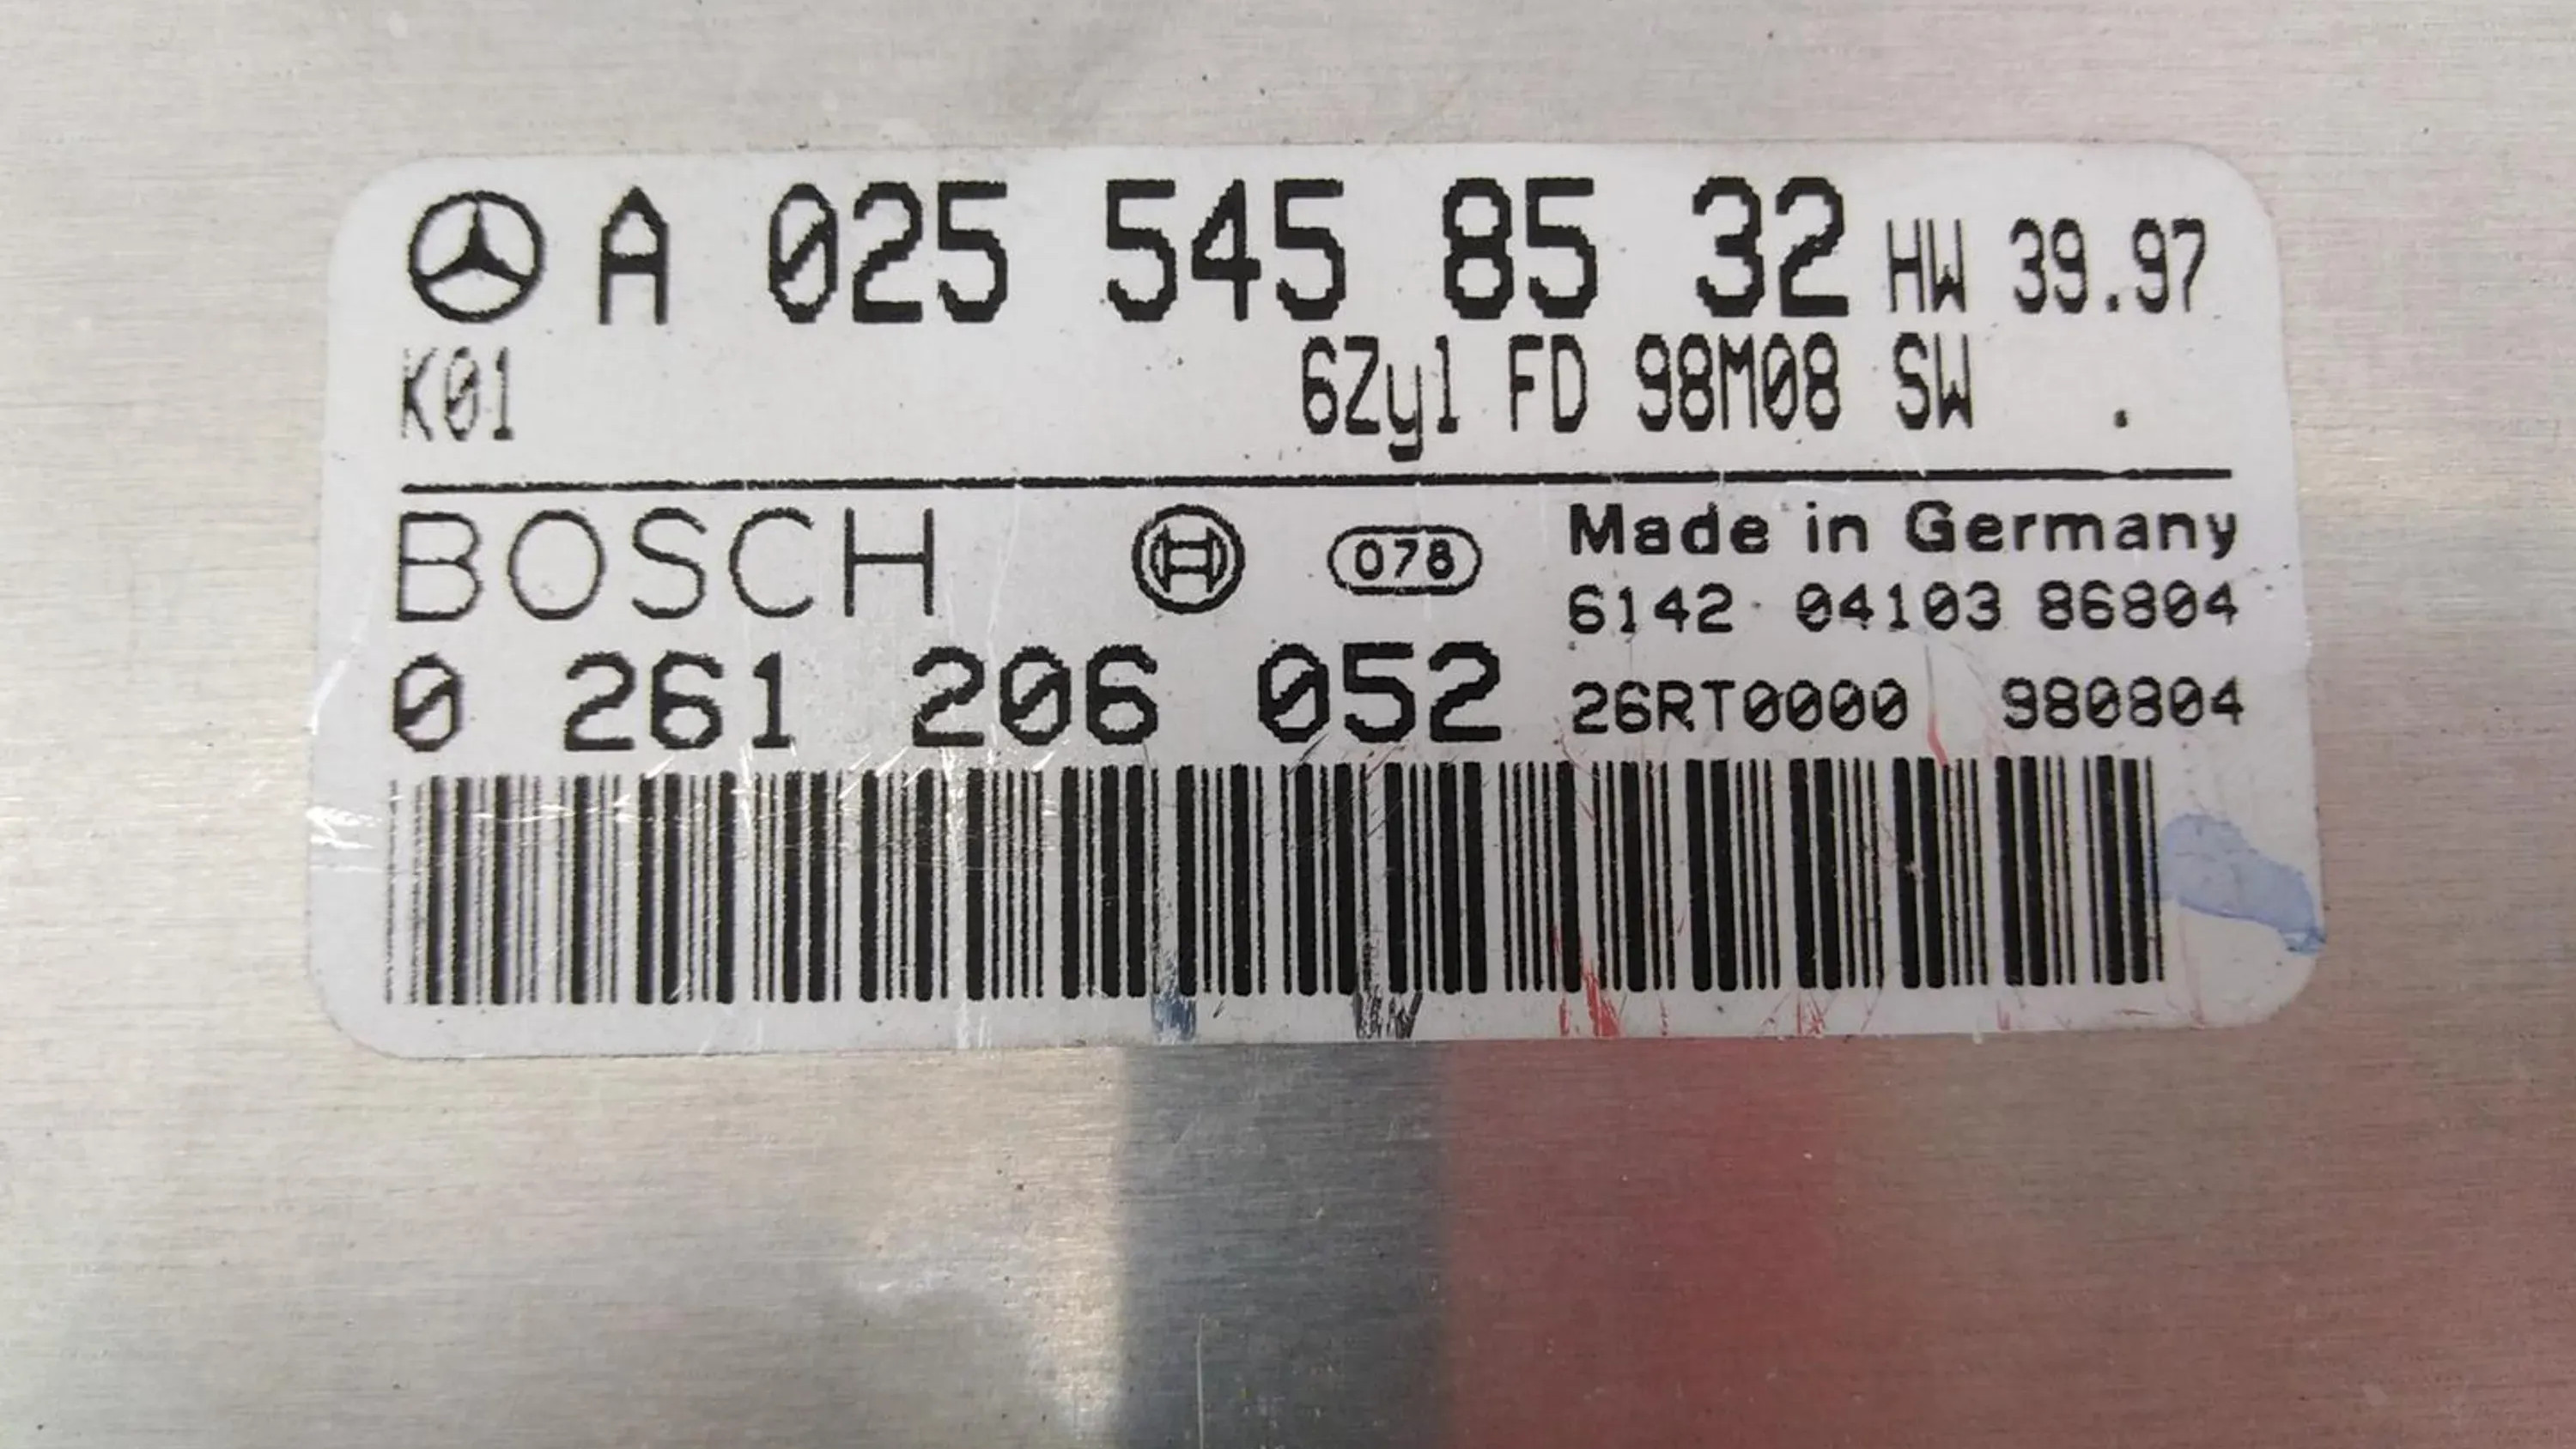 A 025 545 85 32 HW 39.97
K01 6Zyl FD 98M08 SW .
BOSCH 078 Made in Germany
6142 04103 86804
0 261 206 052 26RT0000 980804